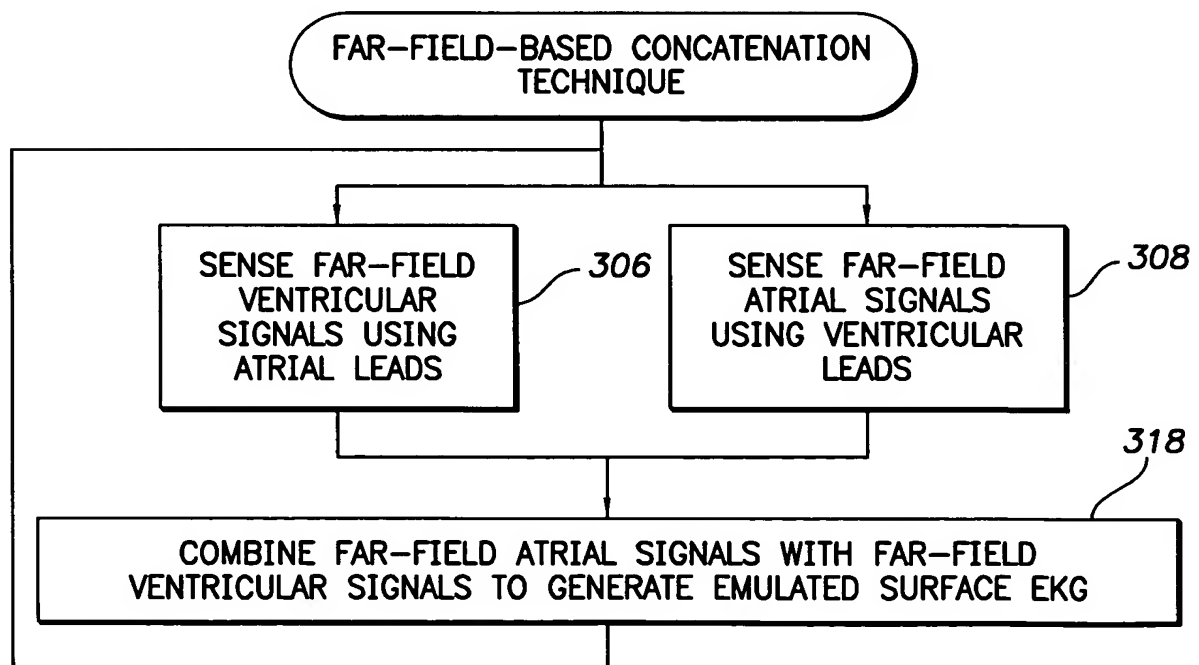 FAR-FIELD-BASED CONCATENATION
TECHNIQUE
SENSE FAR-FIELD
VENTRICULAR
SIGNALS USING
ATRIAL LEADS
306
SENSE FAR-FIELD
ATRIAL SIGNALS
USING VENTRICULAR
LEADS
308
318
COMBINE FAR-FIELD ATRIAL SIGNALS WITH FAR-FIELD
VENTRICULAR SIGNALS TO GENERATE EMULATED SURFACE EKG